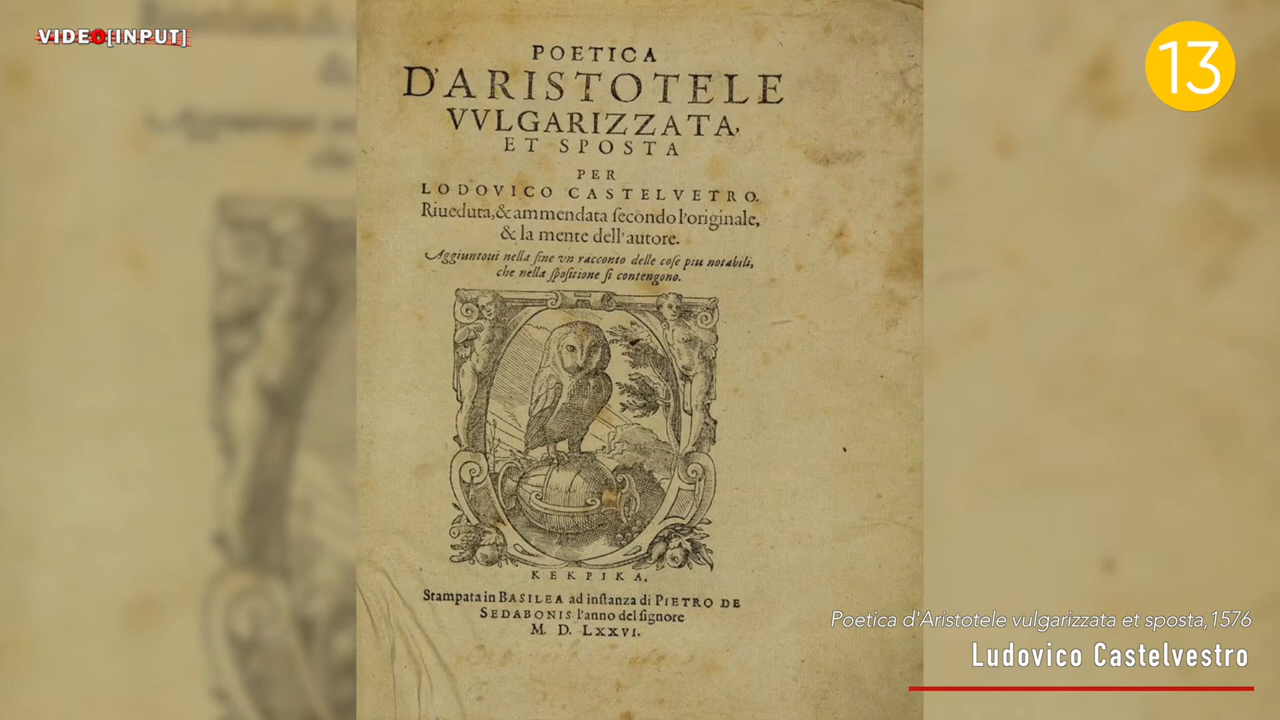 VIDEO[INPUT]
13
POETICA
D'ARISTOTELE
VVLGARIZZATA,
ET SPOSTA
PER
LODOVICO CASTELVETRO.
Riueduta, & ammendata ſecondo l'originale,
& la mente dell'autore.
Aggiuntoui nella fine vn racconto delle coſe piu notabili,
che nella ſpoſitione ſi contengono.
KEKPIKA.
Stampata in BASILEA ad inſtanza di PIETRO DE
SEDABONIS l'anno del ſignore
M. D. LXXVI.
Poetica d'Aristotele vulgarizzata et sposta,1576
Ludovico Castelvestro